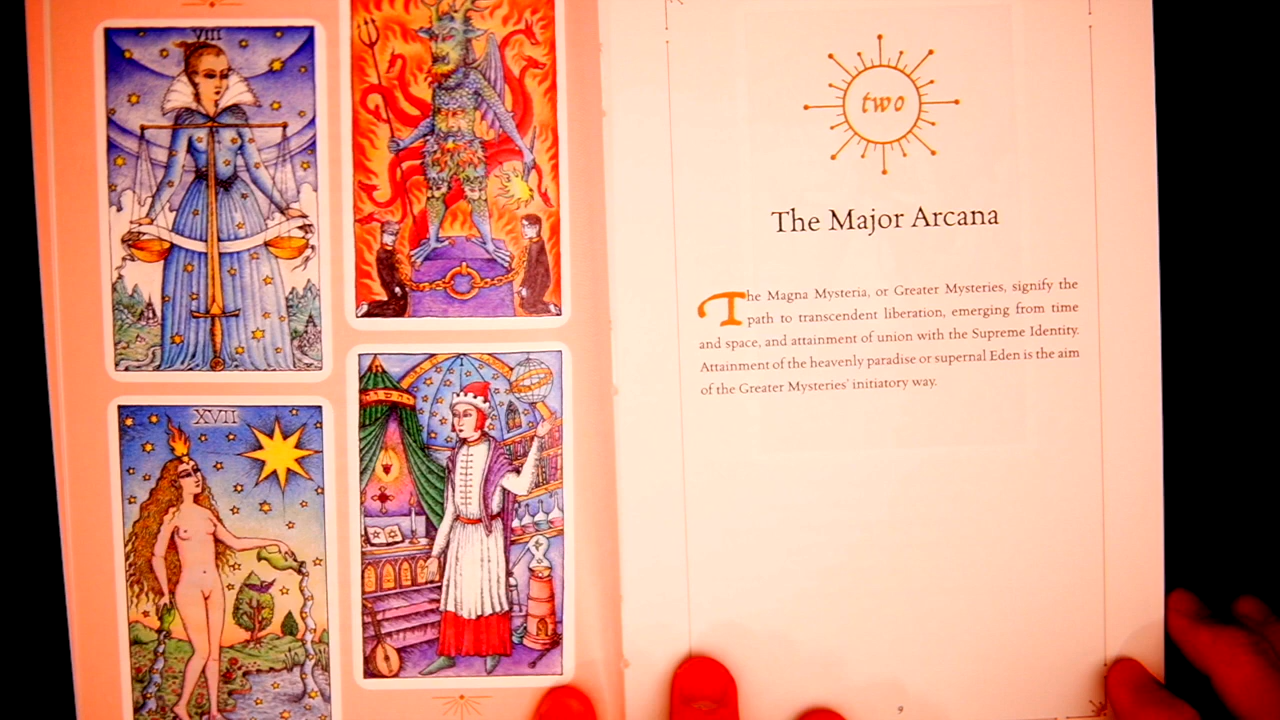 VIII
XVII
two
The Major Arcana
The Magna Mysteria, or Greater Mysteries, signify the
path to transcendent liberation, emerging from time
and space, and attainment of union with the Supreme Identity.
Attainment of the heavenly paradise or supernal Eden is the aim
of the Greater Mysteries' initiatory way.
9